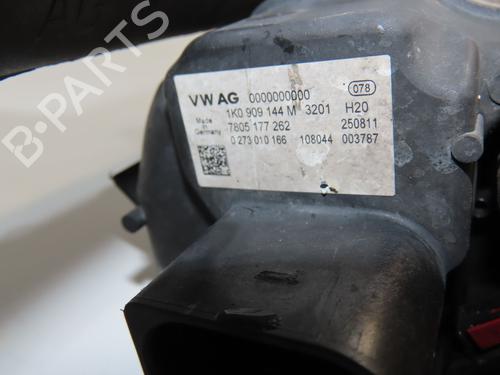 VW AG 0000000000 078
1K0 909 144 M 3201 H20
Made in Germany 7805 177 262 250811
0 273 010 166 108044 003787
B-PARTS